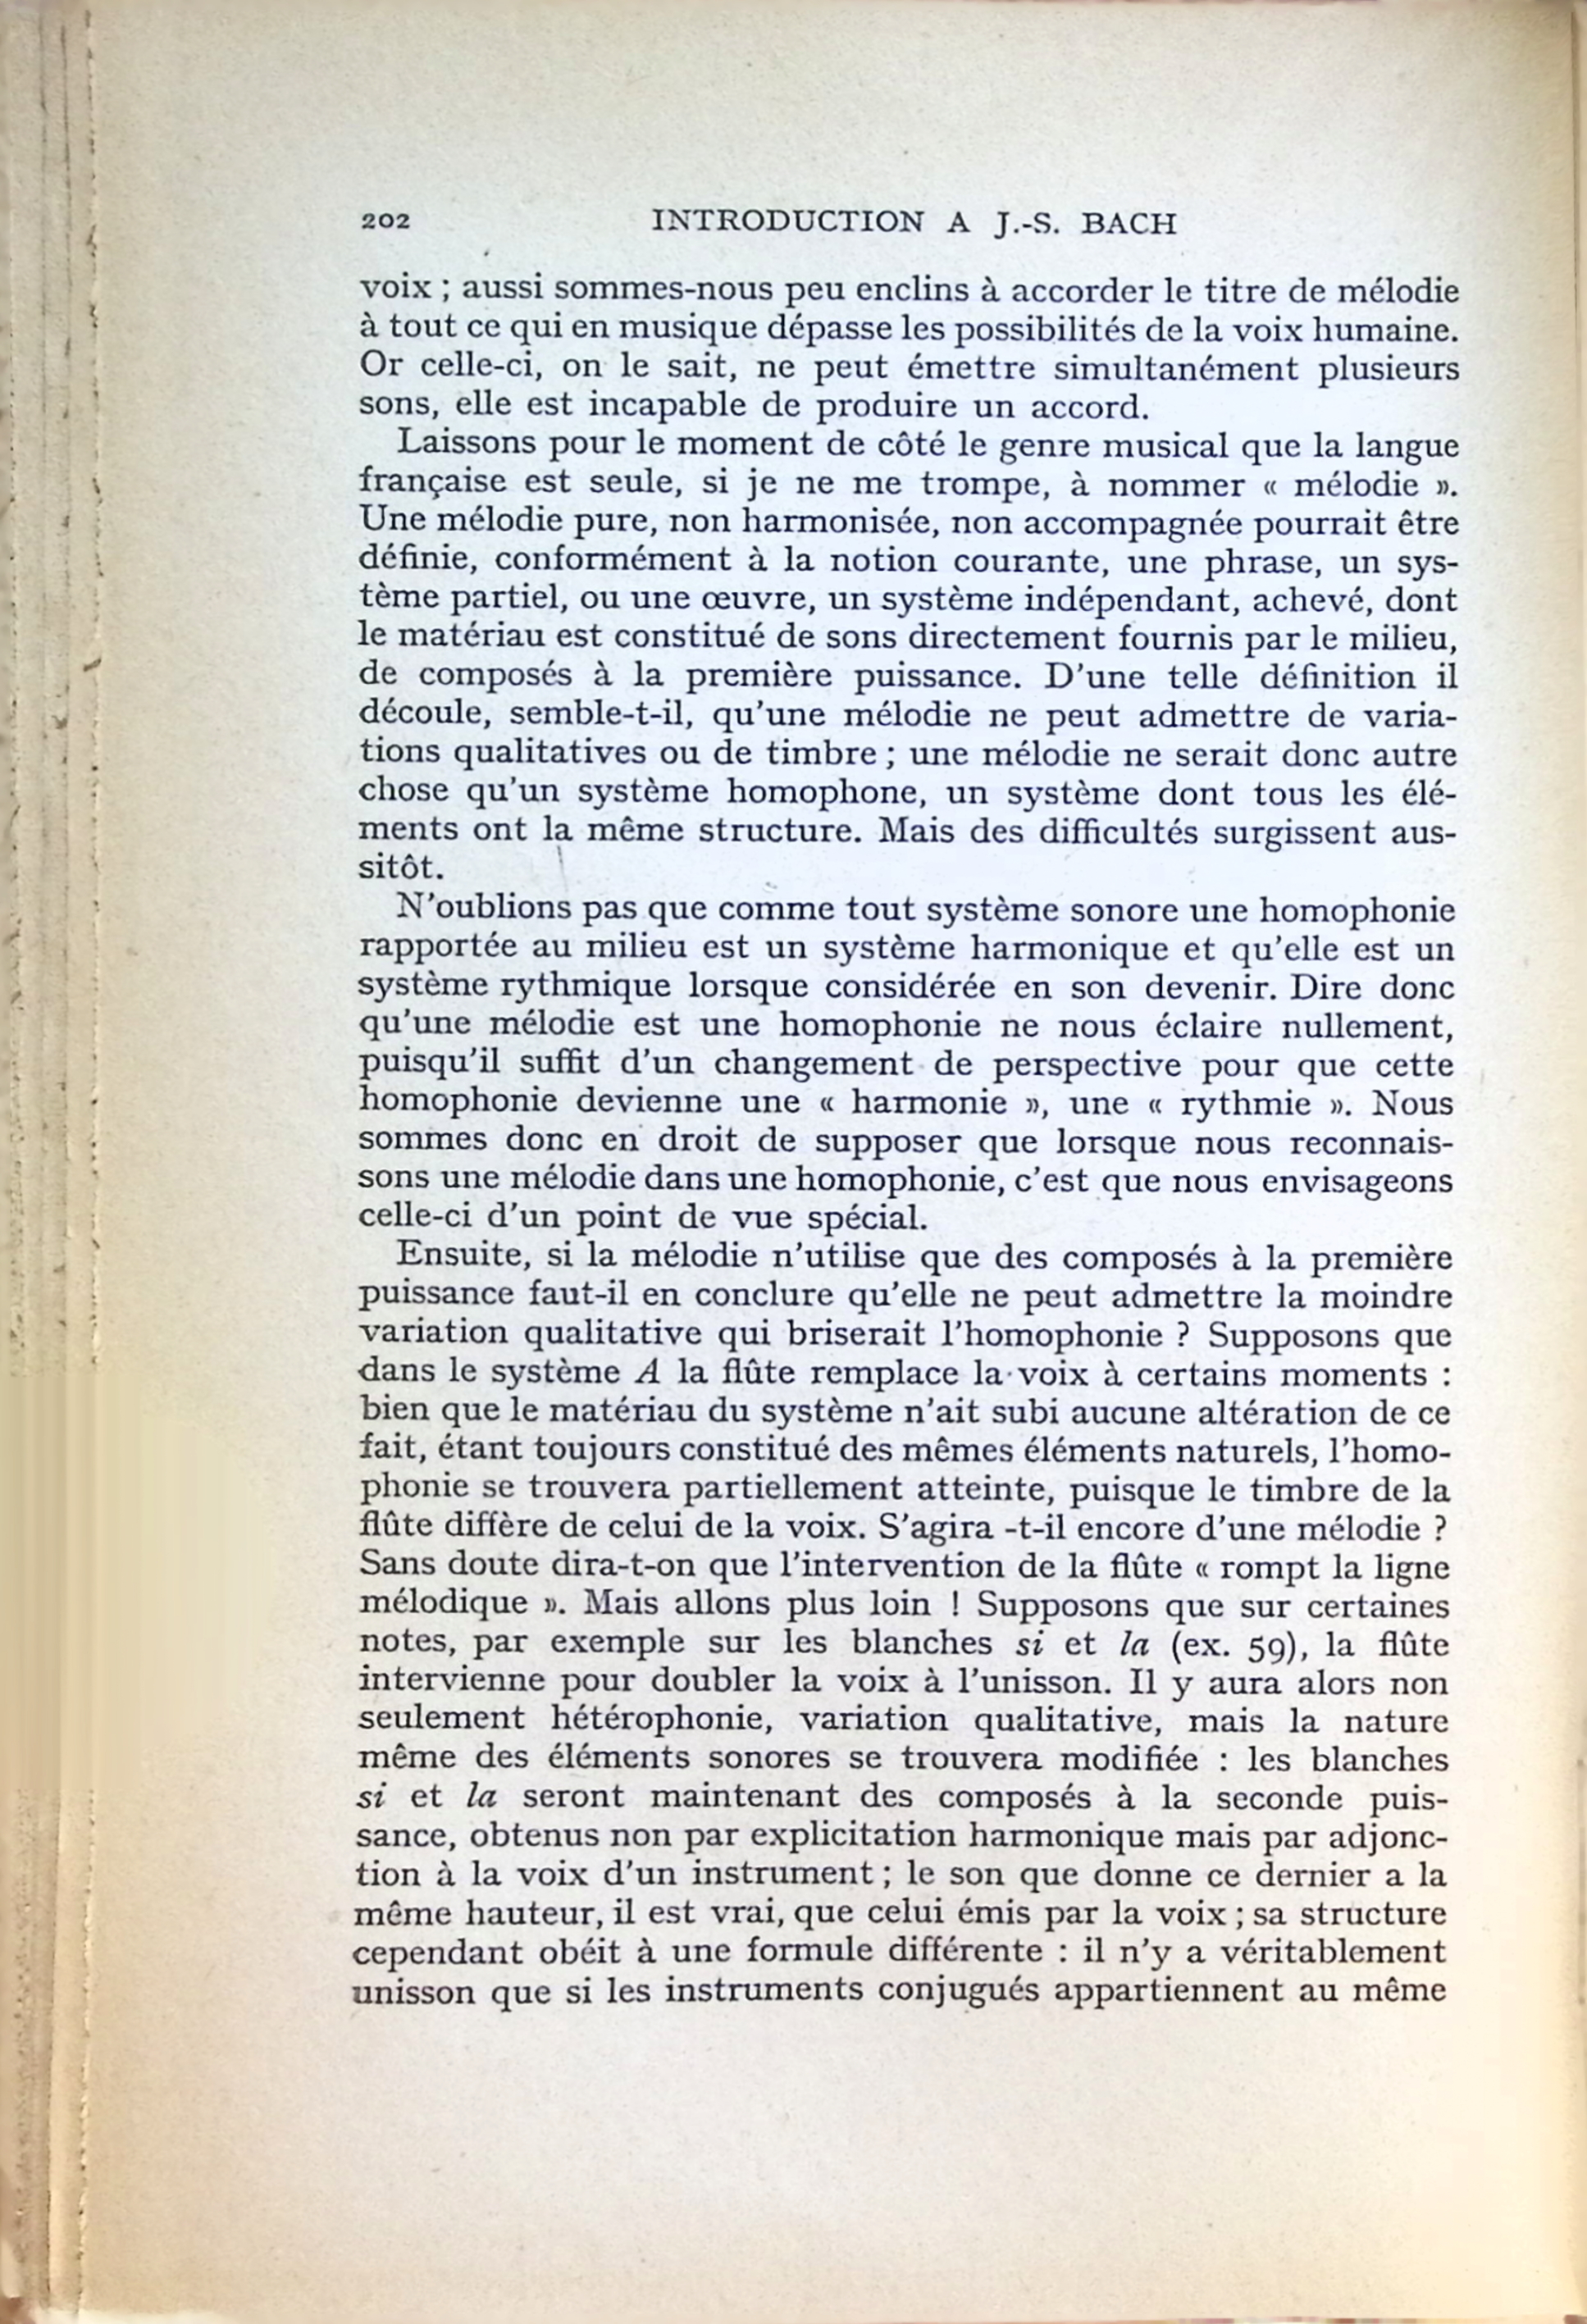 202 INTRODUCTION A J.-S. BACH
voix ; aussi sommes-nous peu enclins à accorder le titre de mélodie
à tout ce qui en musique dépasse les possibilités de la voix humaine.
Or celle-ci, on le sait, ne peut émettre simultanément plusieurs
sons, elle est incapable de produire un accord.
Laissons pour le moment de côté le genre musical que la langue
française est seule, si je ne me trompe, à nommer « mélodie ».
Une mélodie pure, non harmonisée, non accompagnée pourrait être
définie, conformément à la notion courante, une phrase, un sys-
tème partiel, ou une œuvre, un système indépendant, achevé, dont
le matériau est constitué de sons directement fournis par le milieu,
de composés à la première puissance. D'une telle définition il
découle, semble-t-il, qu'une mélodie ne peut admettre de varia-
tions qualitatives ou de timbre ; une mélodie ne serait donc autre
chose qu'un système homophone, un système dont tous les élé-
ments ont la même structure. Mais des difficultés surgissent aus-
sitôt.
N'oublions pas que comme tout système sonore une homophonie
rapportée au milieu est un système harmonique et qu'elle est un
système rythmique lorsque considérée en son devenir. Dire donc
qu'une mélodie est une homophonie ne nous éclaire nullement,
puisqu'il suffit d'un changement de perspective pour que cette
homophonie devienne une « harmonie », une « rythmie ». Nous
sommes donc en droit de supposer que lorsque nous reconnais-
sons une mélodie dans une homophonie, c'est que nous envisageons
celle-ci d'un point de vue spécial.
Ensuite, si la mélodie n'utilise que des composés à la première
puissance faut-il en conclure qu'elle ne peut admettre la moindre
variation qualitative qui briserait l'homophonie ? Supposons que
dans le système A la flûte remplace la voix à certains moments :
bien que le matériau du système n'ait subi aucune altération de ce
fait, étant toujours constitué des mêmes éléments naturels, l'homo-
phonie se trouvera partiellement atteinte, puisque le timbre de la
flûte diffère de celui de la voix. S'agira -t-il encore d'une mélodie ?
Sans doute dira-t-on que l'intervention de la flûte « rompt la ligne
mélodique ». Mais allons plus loin ! Supposons que sur certaines
notes, par exemple sur les blanches si et la (ex. 59), la flûte
intervienne pour doubler la voix à l'unisson. Il y aura alors non
seulement hétérophonie, variation qualitative, mais la nature
même des éléments sonores se trouvera modifiée : les blanches
si et la seront maintenant des composés à la seconde puis-
sance, obtenus non par explicitation harmonique mais par adjonc-
tion à la voix d'un instrument ; le son que donne ce dernier a la
même hauteur, il est vrai, que celui émis par la voix ; sa structure
cependant obéit à une formule différente : il n'y a véritablement
unisson que si les instruments conjugués appartiennent au même